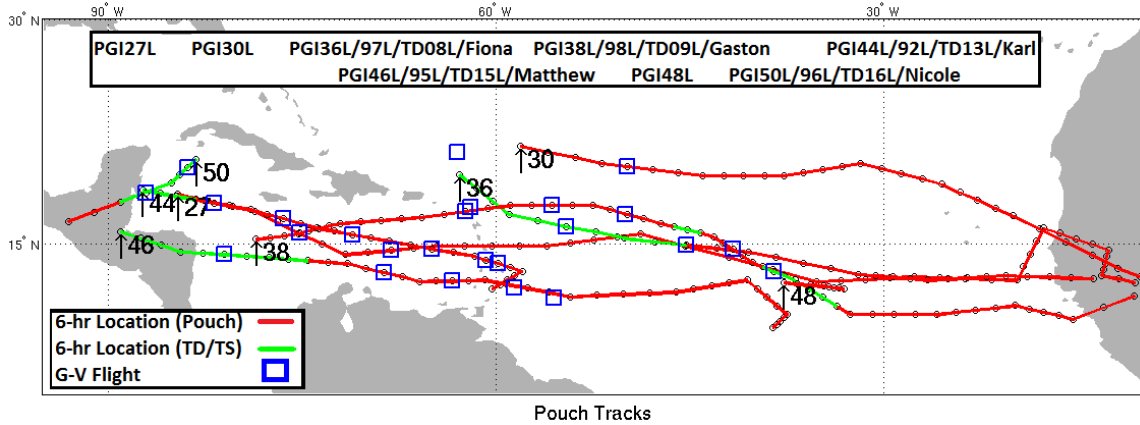 90° W 60° W 30° W
30° N
PGI27L PGI30L PGI36L/97L/TD08L/Fiona PGI38L/98L/TD09L/Gaston PGI44L/92L/TD13L/Karl
PGI46L/95L/TD15L/Matthew PGI48L PGI50L/96L/TD16L/Nicole
30
50
36
44
27
15° N
46
38
48
6-hr Location (Pouch)
6-hr Location (TD/TS)
G-V Flight
Pouch Tracks